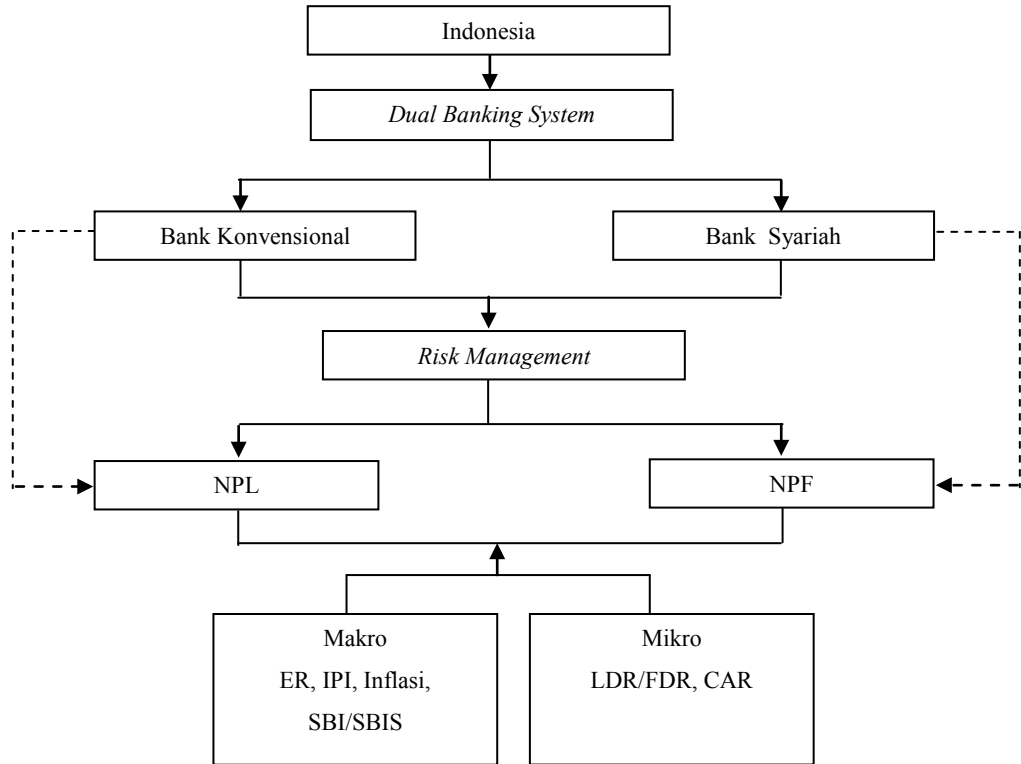 Indonesia
Dual Banking System
Bank Konvensional
Bank Syariah
Risk Management
NPL
NPF
Makro
ER, IPI, Inflasi,
SBI/SBIS
Mikro
LDR/FDR, CAR